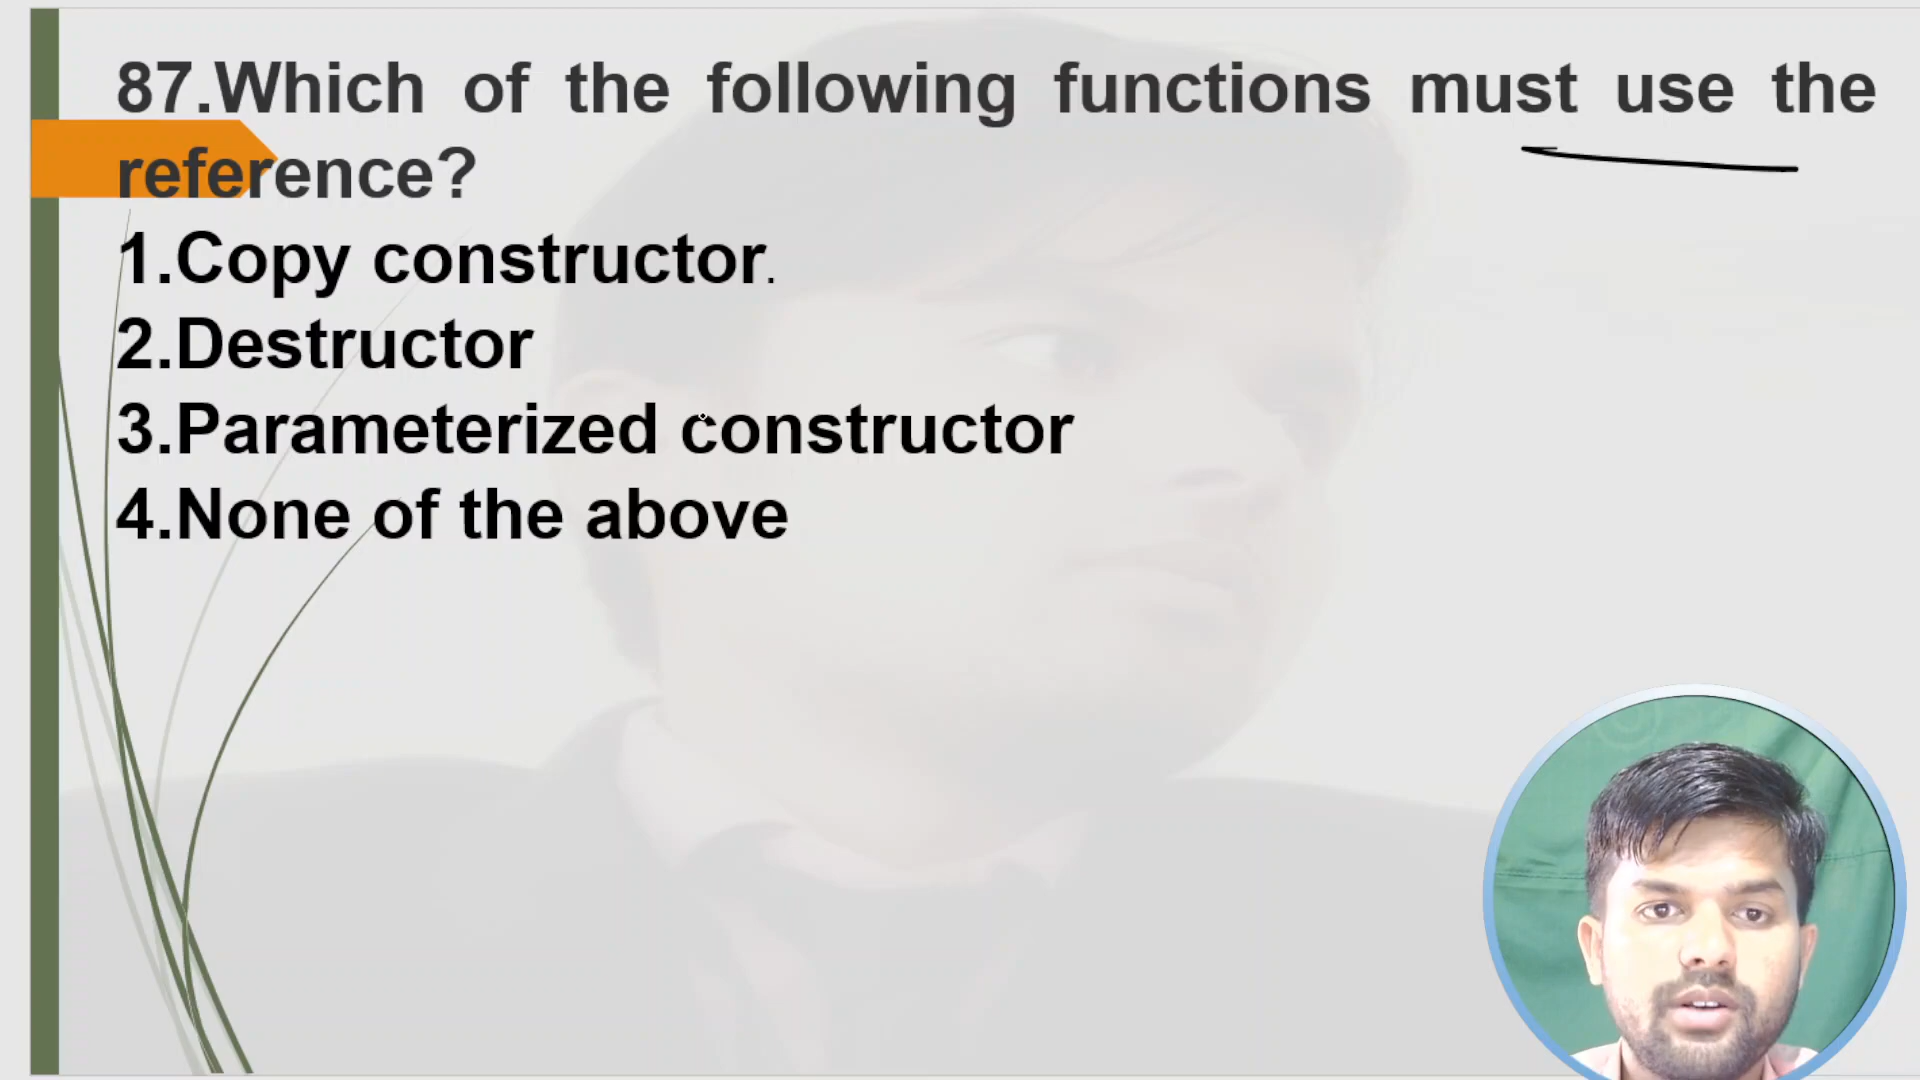 87.Which of the following functions must use the
reference?
1.Copy constructor.
2.Destructor
3.Parameterized constructor
4.None of the above